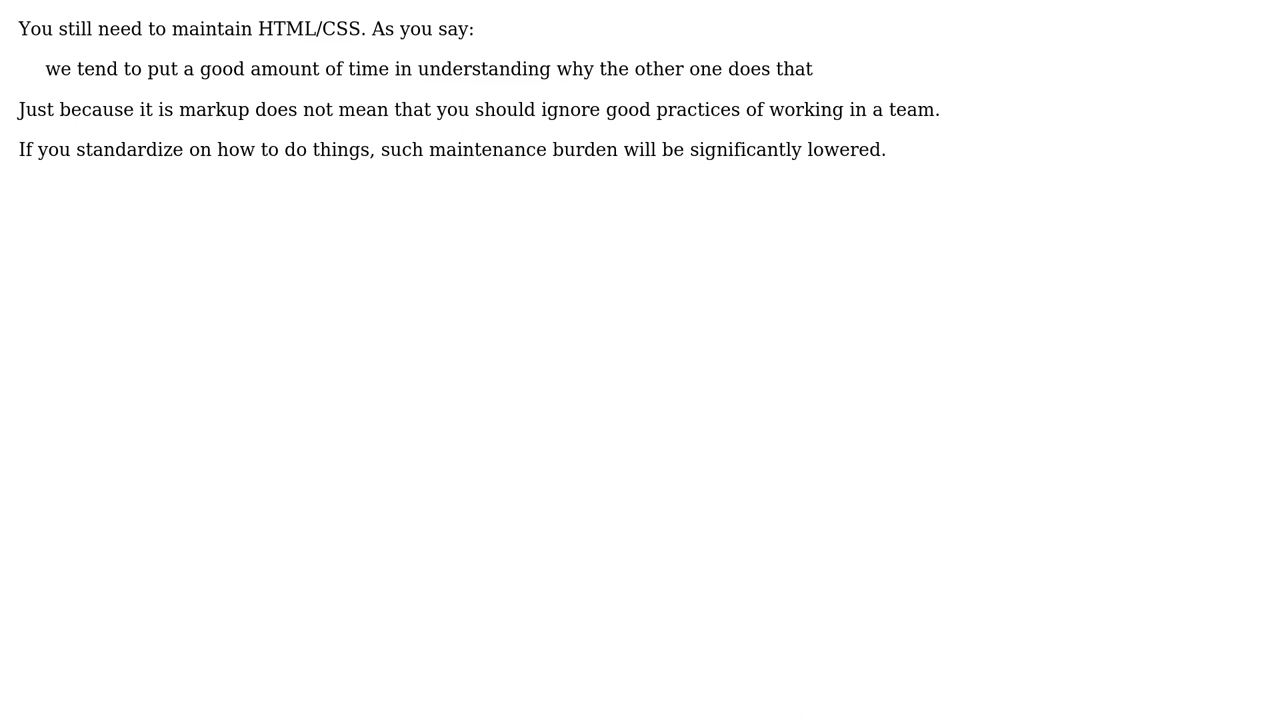 You still need to maintain HTML/CSS. As you say:
we tend to put a good amount of time in understanding why the other one does that
Just because it is markup does not mean that you should ignore good practices of working in a team.
If you standardize on how to do things, such maintenance burden will be significantly lowered.